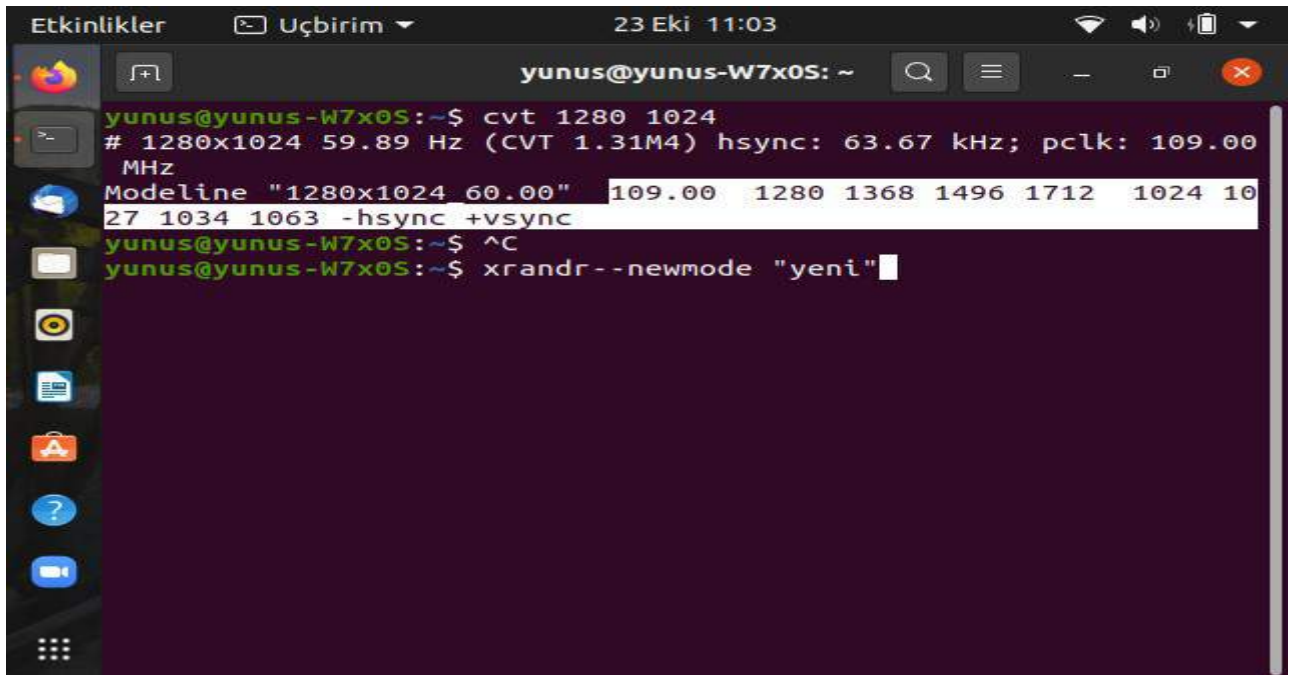 Etkinlikler Uçbirim 23 Eki 11:03
yunus@yunus-W7x0S: ~
yunus@yunus-W7x0S:~$ cvt 1280 1024
# 1280x1024 59.89 Hz (CVT 1.31M4) hsync: 63.67 kHz; pclk: 109.00
MHz
Modeline "1280x1024_60.00" 109.00 1280 1368 1496 1712 1024 10
27 1034 1063 -hsync +vsync
yunus@yunus-W7x0S:~$ ^C
yunus@yunus-W7x0S:~$ xrandr--newmode "yeni"